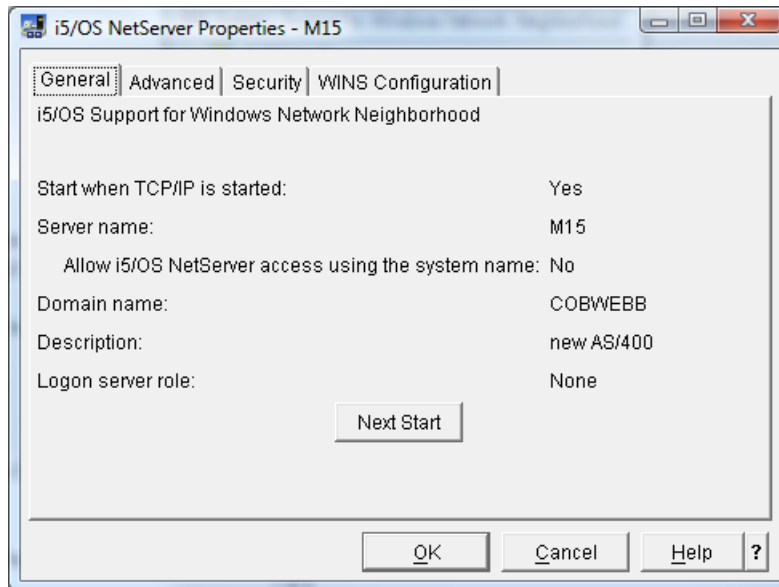 i5/OS NetServer Properties - M15
General Advanced Security WINS Configuration
i5/OS Support for Windows Network Neighborhood
Start when TCP/IP is started: Yes
Server name: M15
Allow i5/OS NetServer access using the system name: No
Domain name: COBWEBB
Description: new AS/400
Logon server role: None
Next Start
OK Cancel Help ?